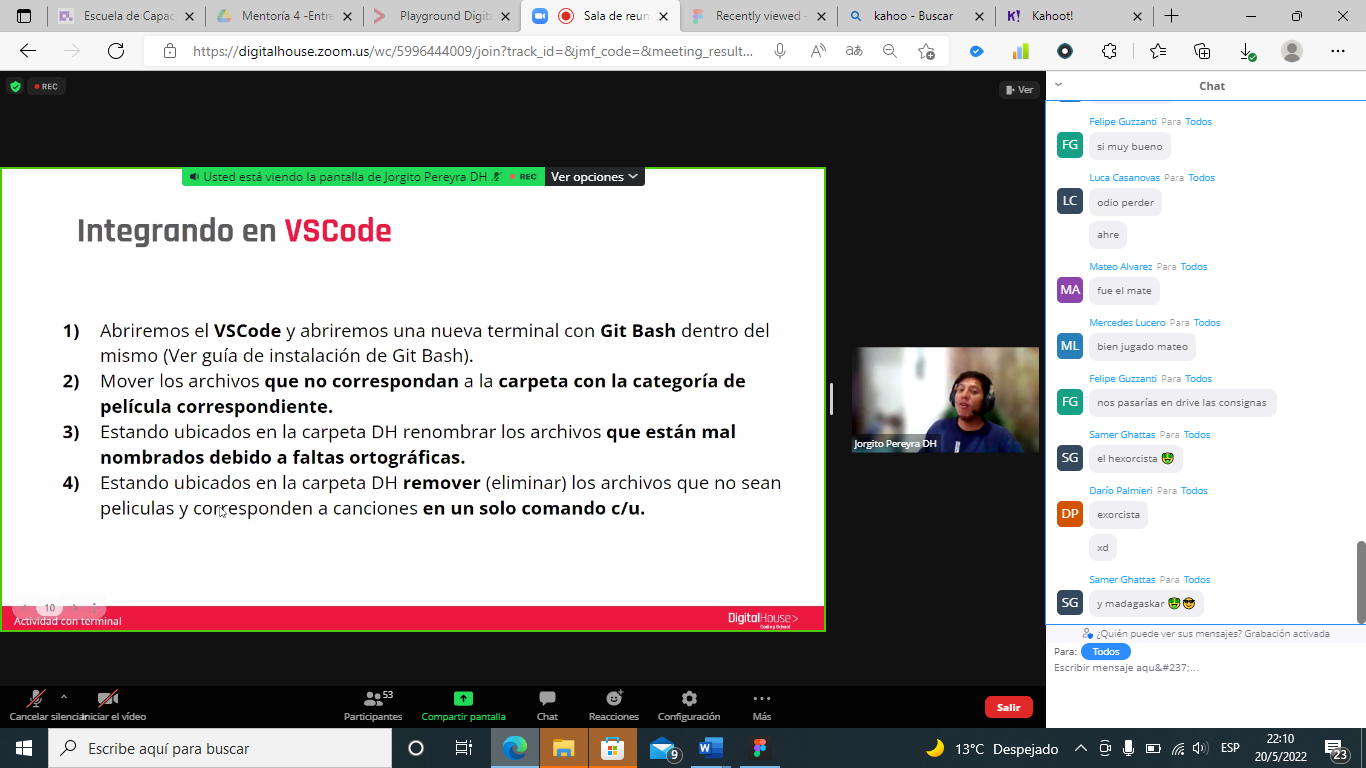 Escuela de Capac
Mentoría 4 -Entre
Playground Digita
Sala de reun
Recently viewed -
kahoo - Buscar
Kahoot!
https://digitalhouse.zoom.us/wc/5996444009/join?track_id=&jmf_code=&meeting_result...
REC
Ver
Usted está viendo la pantalla de Jorgito Pereyra DH
REC
Ver opciones
Integrando en VSCode
1) Abriremos el VSCode y abriremos una nueva terminal con Git Bash dentro del
mismo (Ver guía de instalación de Git Bash).
2) Mover los archivos que no correspondan a la carpeta con la categoría de
película correspondiente.
3) Estando ubicados en la carpeta DH renombrar los archivos que están mal
nombrados debido a faltas ortográficas.
4) Estando ubicados en la carpeta DH remover (eliminar) los archivos que no sean
peliculas y corresponden a canciones en un solo comando c/u.
10
Actividad con terminal
DigitalHouse>
Coding School
Jorgito Pereyra DH
Chat
Felipe Guzzanti Para Todos
FG
si muy bueno
Luca Casanovas Para Todos
LC
odio perder
ahre
Mateo Alvarez Para Todos
MA
fue el mate
Mercedes Lucero Para Todos
ML
bien jugado mateo
Felipe Guzzanti Para Todos
FG
nos pasarías en drive las consignas
Samer Ghattas Para Todos
SG
el hexorcista 🤑
Darío Palmieri Para Todos
DP
exorcista
xd
Samer Ghattas Para Todos
SG
y madagaskar 🤑😎
¿Quién puede ver sus mensajes? Grabación activada
Para: Todos
Escribir mensaje aqu&#237;...
Cancelar silenciar
Iniciar el vídeo
53
Participantes
Compartir pantalla
Chat
Reacciones
Configuración
Más
Salir
Escribe aquí para buscar
9
13°C Despejado
ESP
22:10
20/5/2022
23